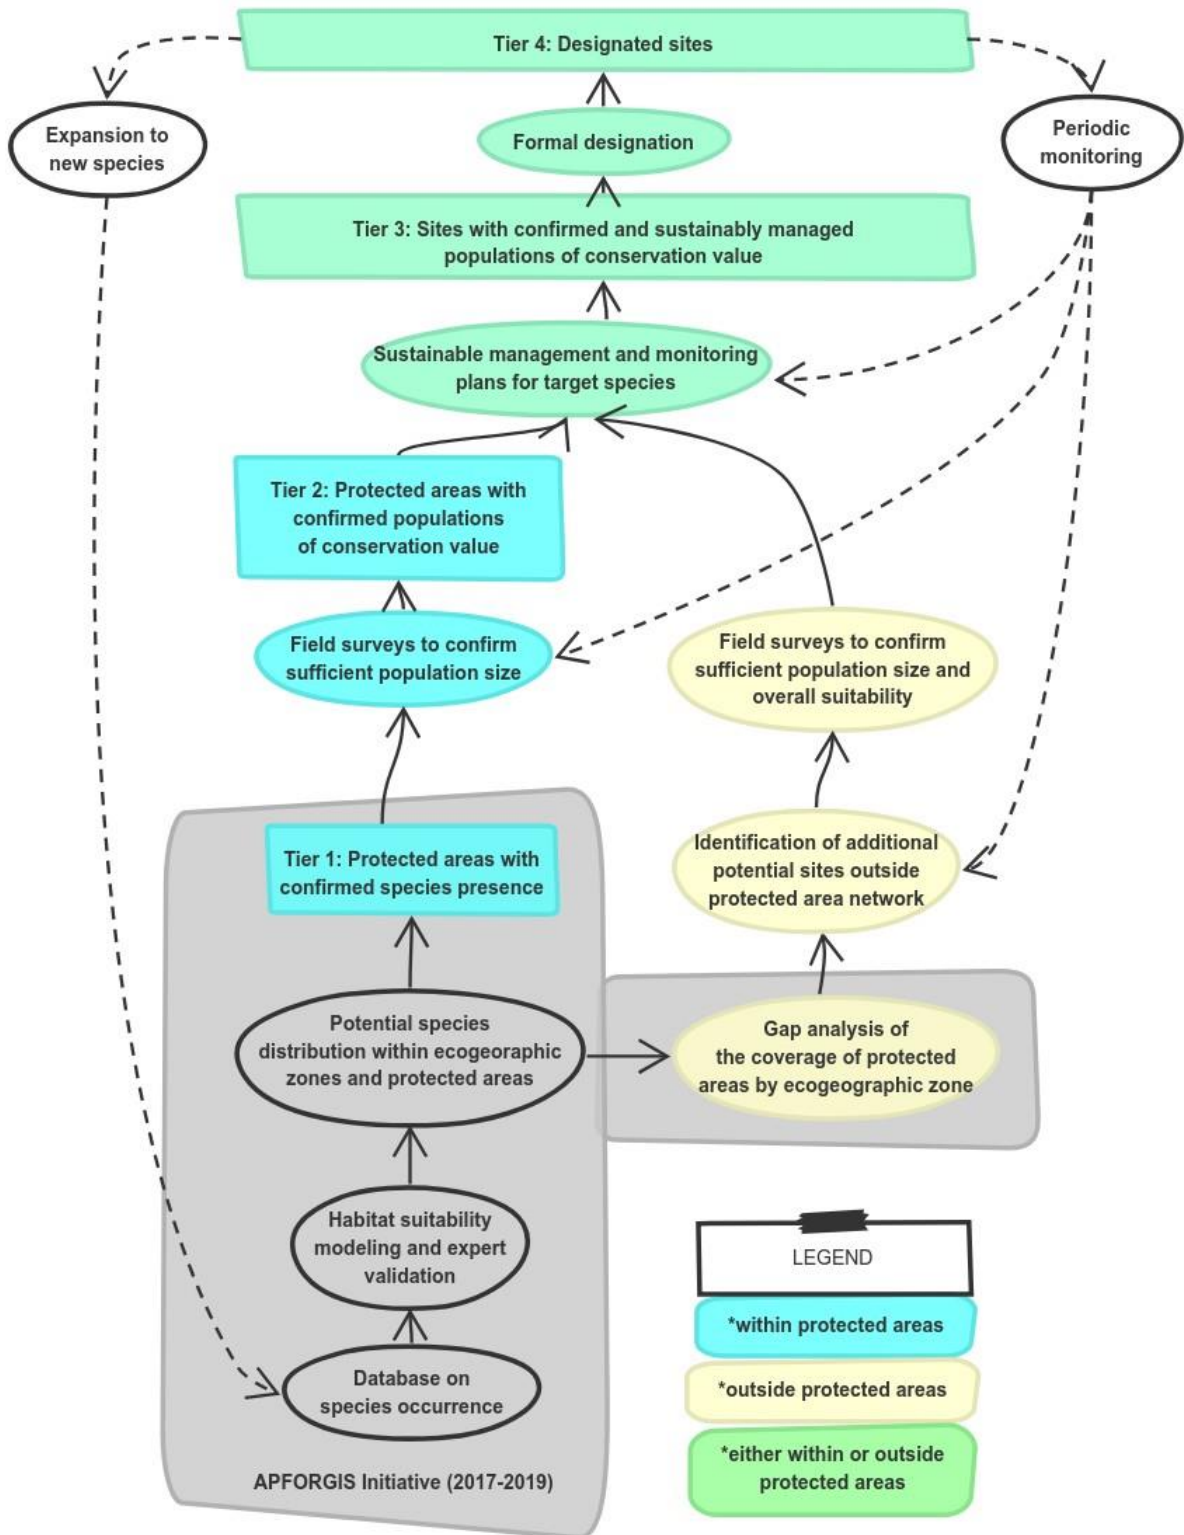 Tier 4: Designated sites
Expansion to
new species
Formal designation
Periodic
monitoring
Tier 3: Sites with confirmed and sustainably managed
populations of conservation value
Sustainable management and monitoring
plans for target species
Tier 2: Protected areas with
confirmed populations
of conservation value
Field surveys to confirm
sufficient population size
Field surveys to confirm
sufficient population size and
overall suitability
Tier 1: Protected areas with
confirmed species presence
Identification of additional
potential sites outside
protected area network
Potential species
distribution within ecogeoraphic
zones and protected areas
Gap analysis of
the coverage of protected
areas by ecogeographic zone
Habitat suitability
modeling and expert
validation
Database on
species occurrence
APFORGIS Initiative (2017-2019)
LEGEND
*within protected areas
*outside protected areas
*either within or outside
protected areas